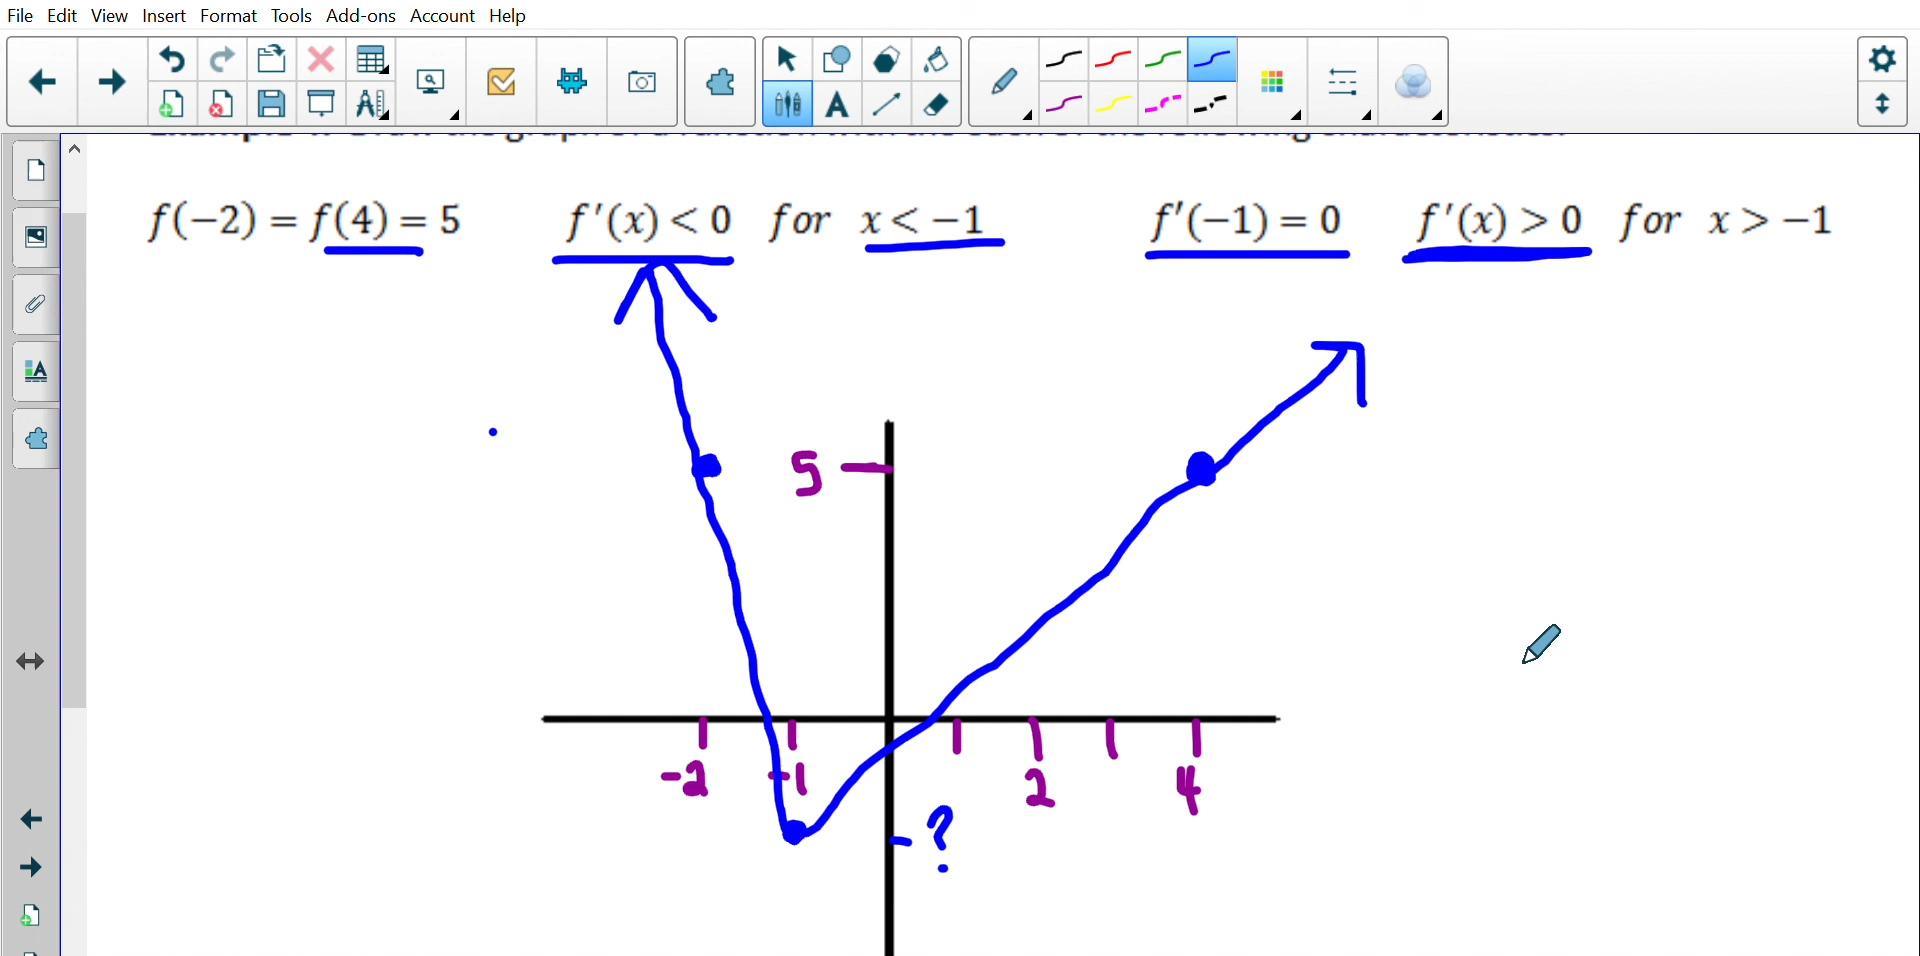 File Edit View Insert Format Tools Add-ons Account Help
f(−2) = f(4) = 5 f′(x) < 0 for x < −1 f′(−1) = 0 f′(x) > 0 for x > −1
5
-2 -1 2 4
- ?